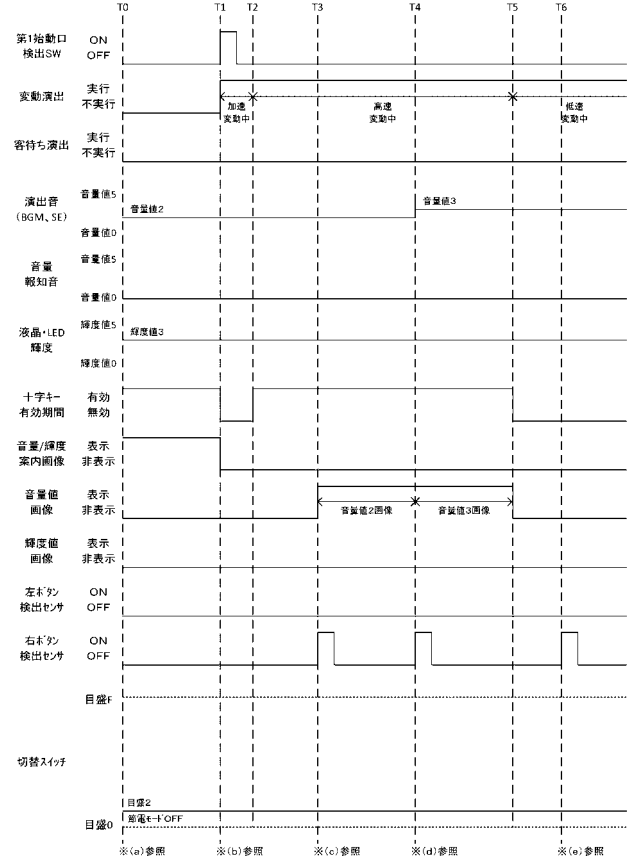 T0 T1 T2 T3 T4 T5 T6
第1始動口
検出SW
ON
OFF
変動演出
実行
不実行
加速
変動中
高速
変動中
低速
変動中
客待ち演出
実行
不実行
演出音
(BGM、SE)
音量値5
音量値0
音量値2
音量値3
音量
報知音
音量値5
音量値0
液晶・LED
輝度
輝度値5
輝度値0
輝度値3
十字キー
有効期間
有効
無効
音量/輝度
案内画像
表示
非表示
音量値
画像
表示
非表示
音量値2画像
音量値3画像
輝度値
画像
表示
非表示
左ボタン
検出センサ
ON
OFF
右ボタン
検出センサ
ON
OFF
切替スイッチ
目盛F
目盛0
目盛2
節電モードOFF
※(a)参照 ※(b)参照 ※(c)参照 ※(d)参照 ※(e)参照